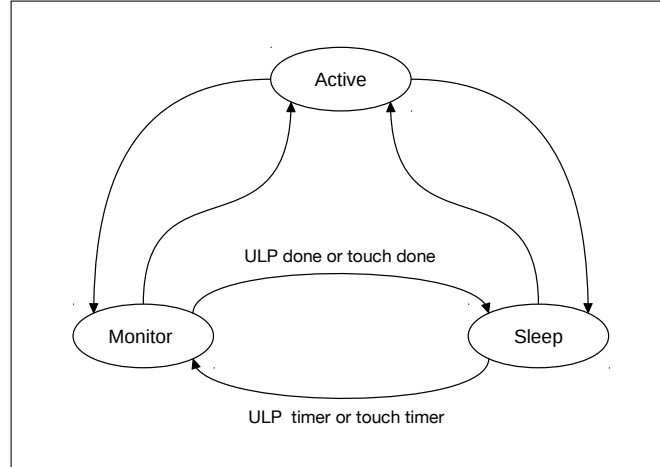 Active
ULP done or touch done
Monitor
Sleep
ULP timer or touch timer